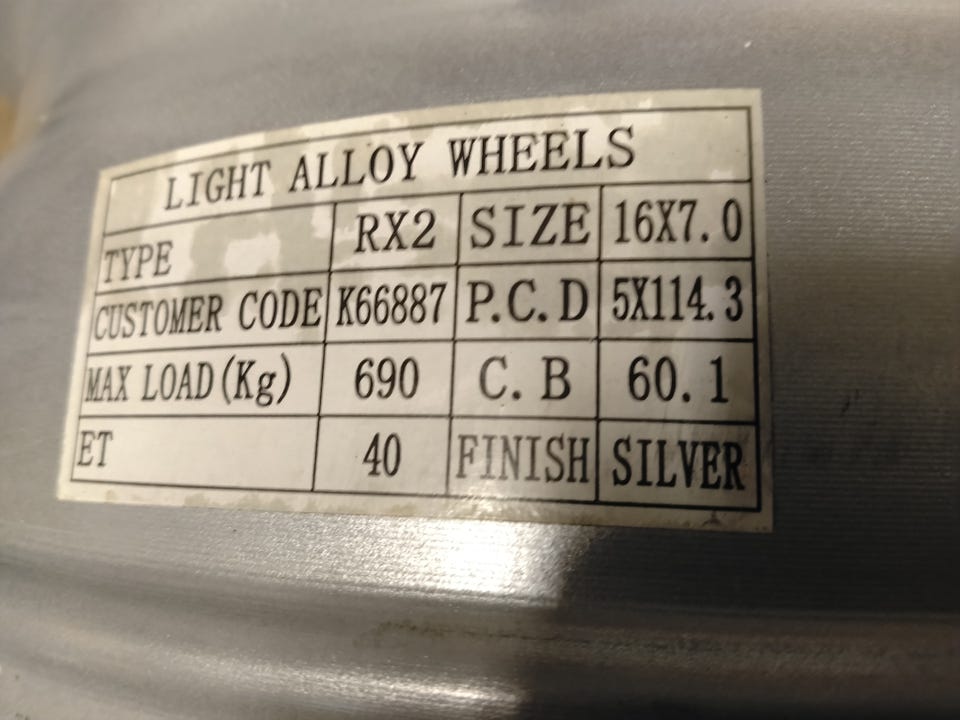 LIGHT ALLOY WHEELS
TYPE RX2 SIZE 16X7.0
CUSTOMER CODE K66887 P.C.D 5X114.3
MAX LOAD(Kg) 690 C.B 60.1
ET 40 FINISH SILVER